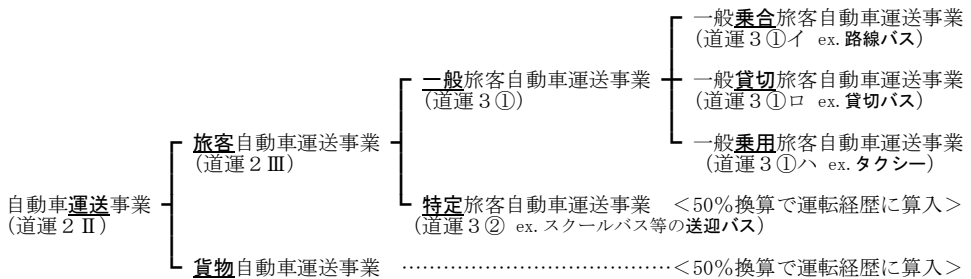 一般乗合旅客自動車運送事業
(道運3①イ ex.路線バス)
一般旅客自動車運送事業
(道運3①)
一般貸切旅客自動車運送事業
(道運3①ロ ex.貸切バス)
旅客自動車運送事業
(道運2Ⅲ)
一般乗用旅客自動車運送事業
(道運3①ハ ex.タクシー)
自動車運送事業
(道運2Ⅱ)
特定旅客自動車運送事業 <50%換算で運転経歴に算入>
(道運3② ex.スクールバス等の送迎バス)
貨物自動車運送事業 ……………………………………<50%換算で運転経歴に算入>